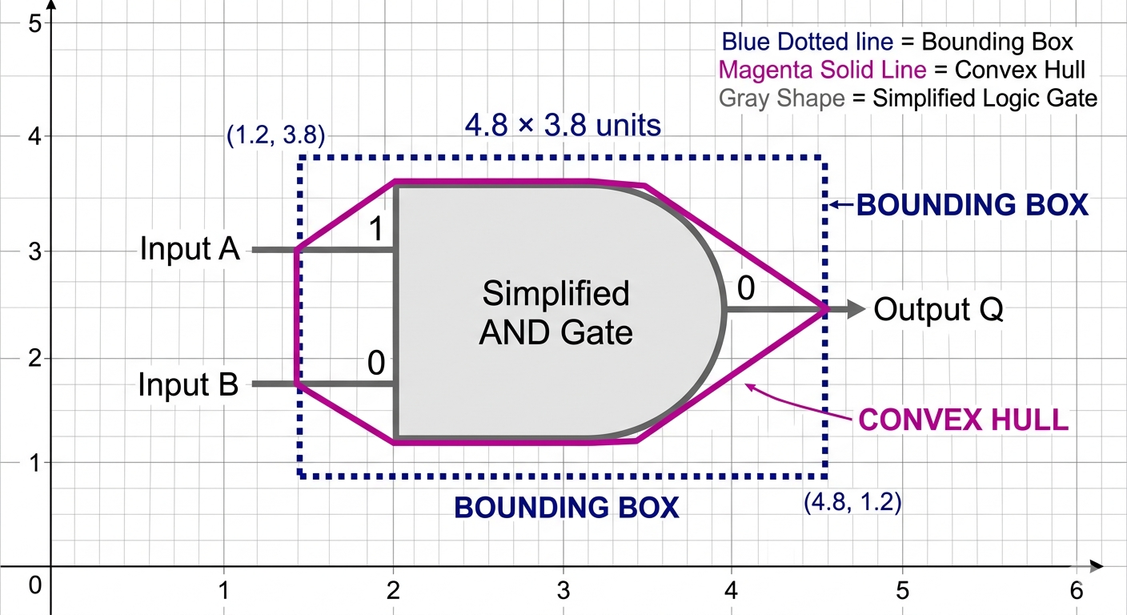 5
Blue Dotted line = Bounding Box
Magenta Solid Line = Convex Hull
Gray Shape = Simplified Logic Gate
4
(1.2, 3.8)
4.8 × 3.8 units
BOUNDING BOX
1
3
Input A
Simplified
AND Gate
0
Output Q
2
0
Input B
CONVEX HULL
1
BOUNDING BOX
(4.8, 1.2)
0
1
2
3
4
5
6